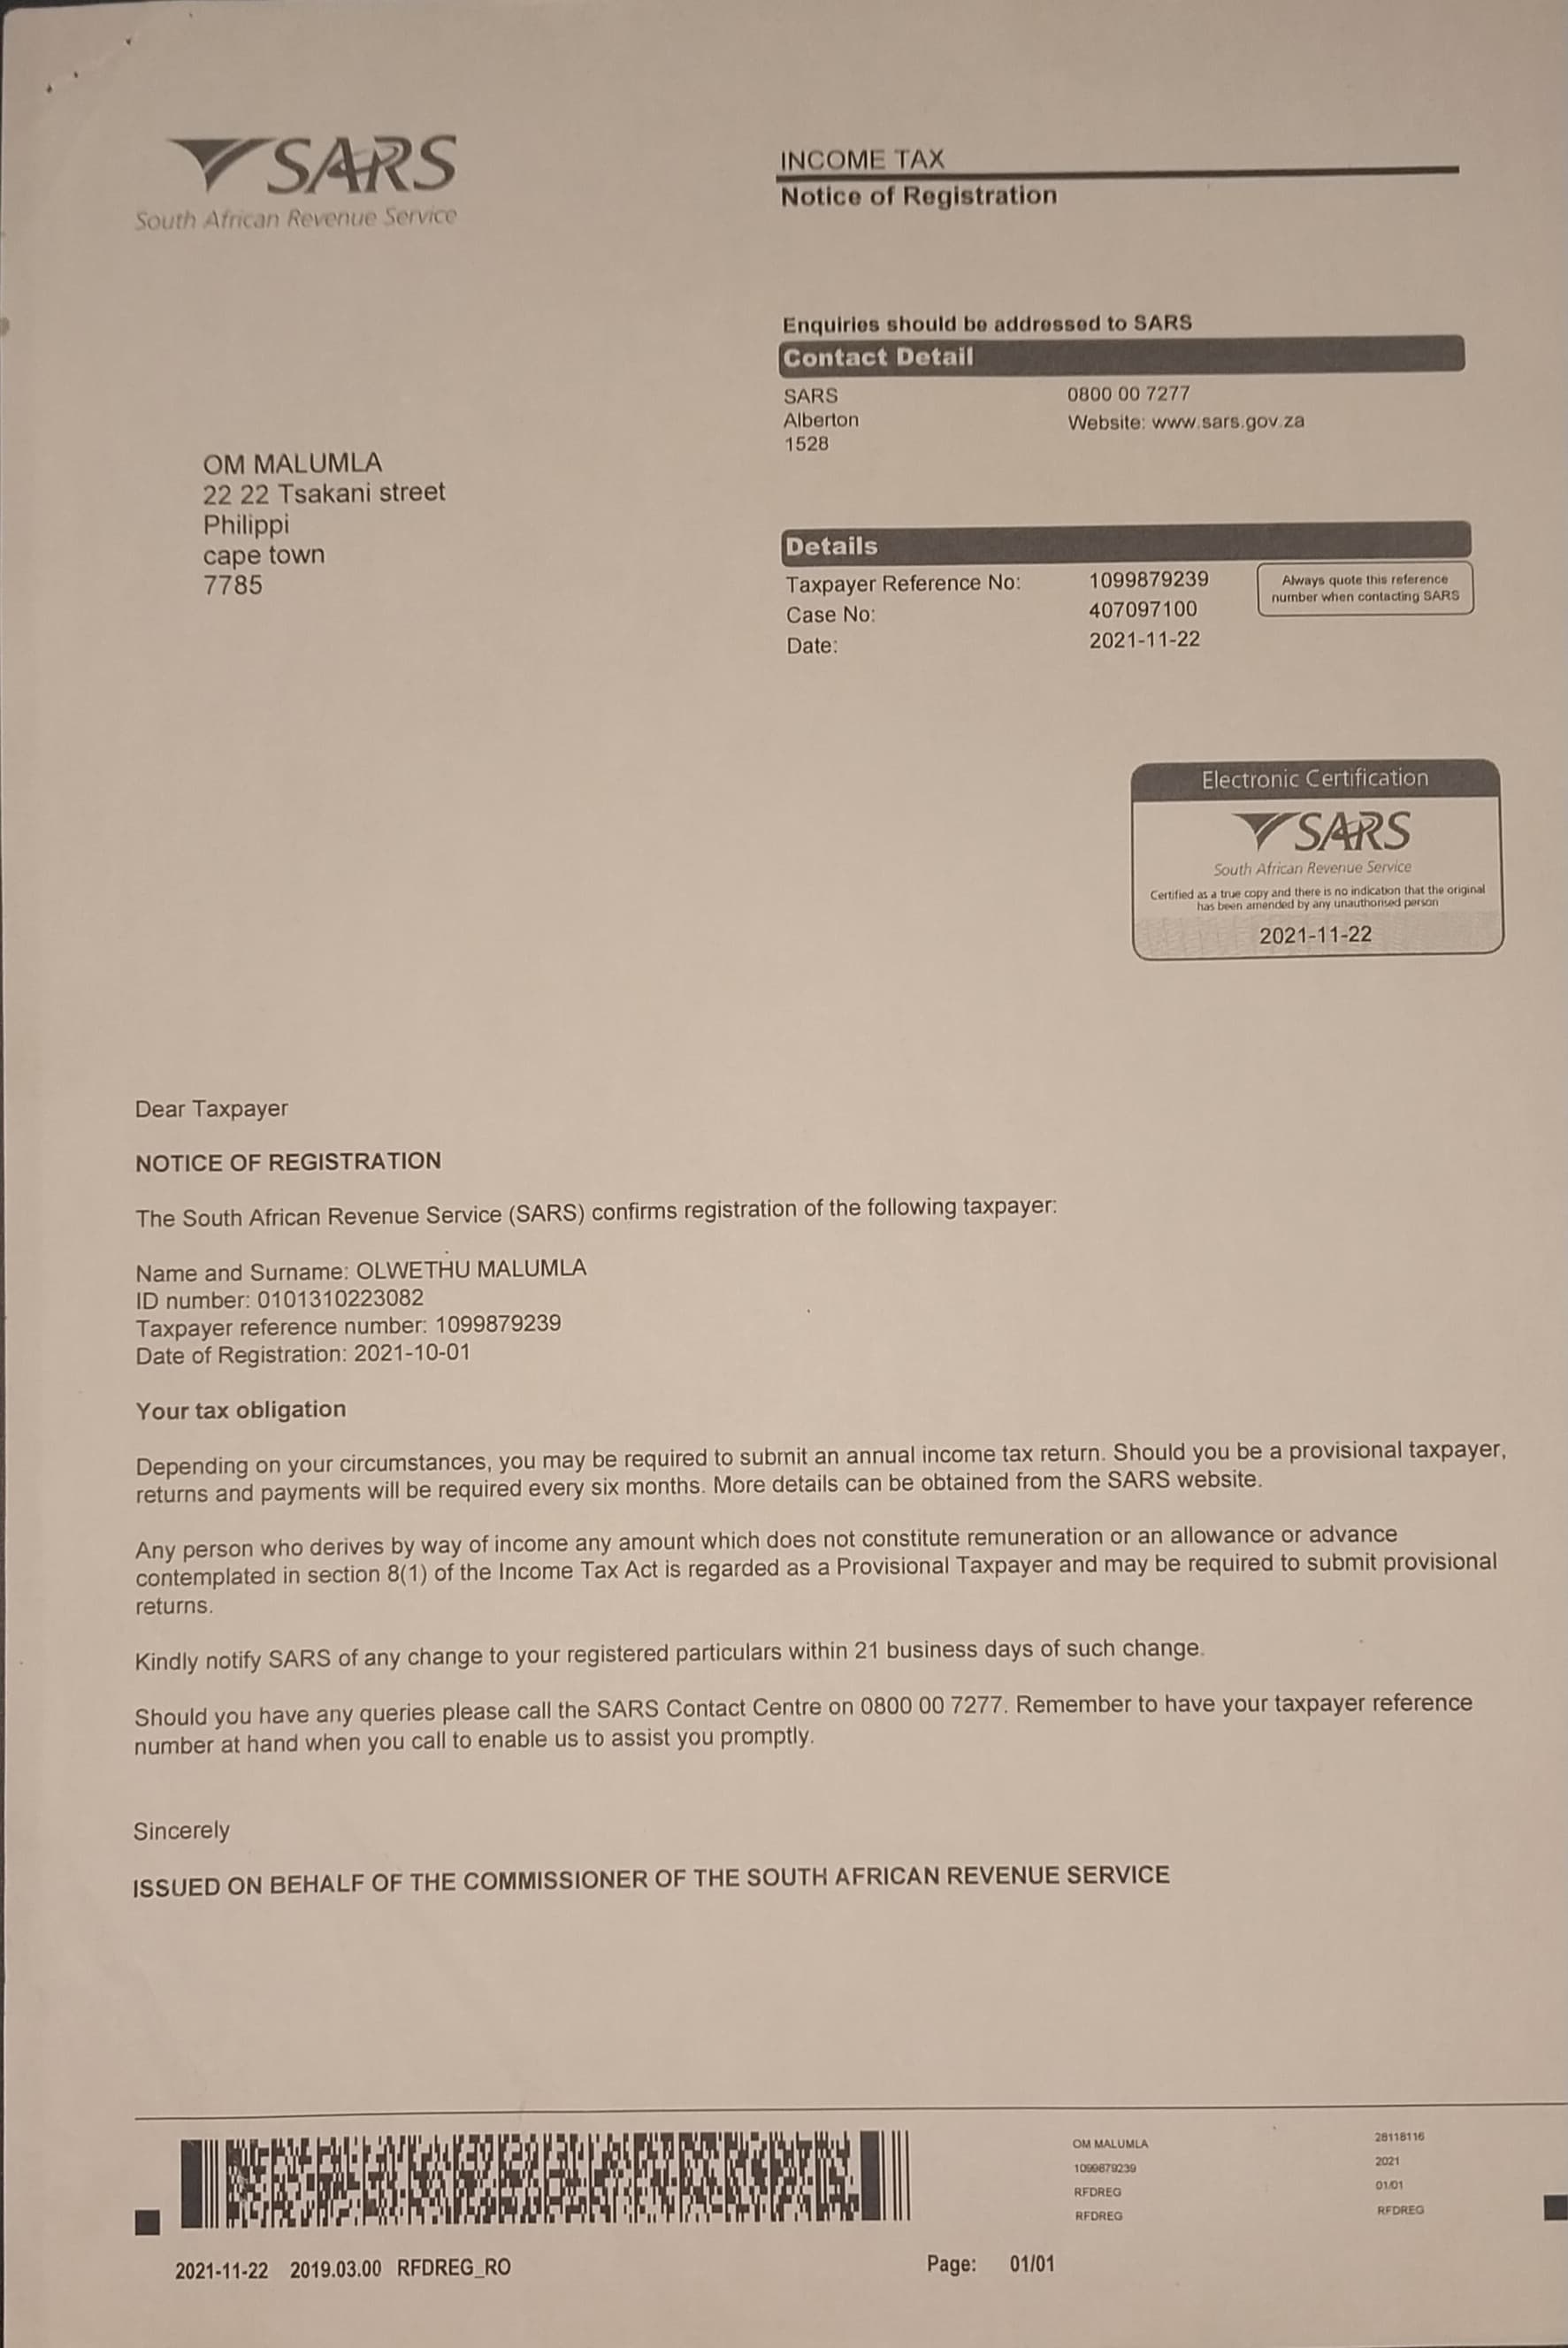 SARS
South African Revenue Service
INCOME TAX
Notice of Registration
Enquiries should be addressed to SARS
Contact Detail
SARS 0800 00 7277
Alberton Website: www.sars.gov.za
1528
OM MALUMLA
22 22 Tsakani street
Philippi
cape town
7785
Details
Taxpayer Reference No: 1099879239
Case No: 407097100
Date: 2021-11-22
Always quote this reference
number when contacting SARS
Electronic Certification
SARS
South African Revenue Service
Certified as a true copy and there is no indication that the original
has been amended by any unauthorised person
2021-11-22
Dear Taxpayer
NOTICE OF REGISTRATION
The South African Revenue Service (SARS) confirms registration of the following taxpayer:
Name and Surname: OLWETHU MALUMLA
ID number: 0101310223082
Taxpayer reference number: 1099879239
Date of Registration: 2021-10-01
Your tax obligation
Depending on your circumstances, you may be required to submit an annual income tax return. Should you be a provisional taxpayer,
returns and payments will be required every six months. More details can be obtained from the SARS website.
Any person who derives by way of income any amount which does not constitute remuneration or an allowance or advance
contemplated in section 8(1) of the Income Tax Act is regarded as a Provisional Taxpayer and may be required to submit provisional
returns.
Kindly notify SARS of any change to your registered particulars within 21 business days of such change.
Should you have any queries please call the SARS Contact Centre on 0800 00 7277. Remember to have your taxpayer reference
number at hand when you call to enable us to assist you promptly.
Sincerely
ISSUED ON BEHALF OF THE COMMISSIONER OF THE SOUTH AFRICAN REVENUE SERVICE
OM MALUMLA 28118116
1099879239 2021
RFDREG 01/01
RFDREG RFDREG
2021-11-22 2019.03.00 RFDREG_RO
Page: 01/01